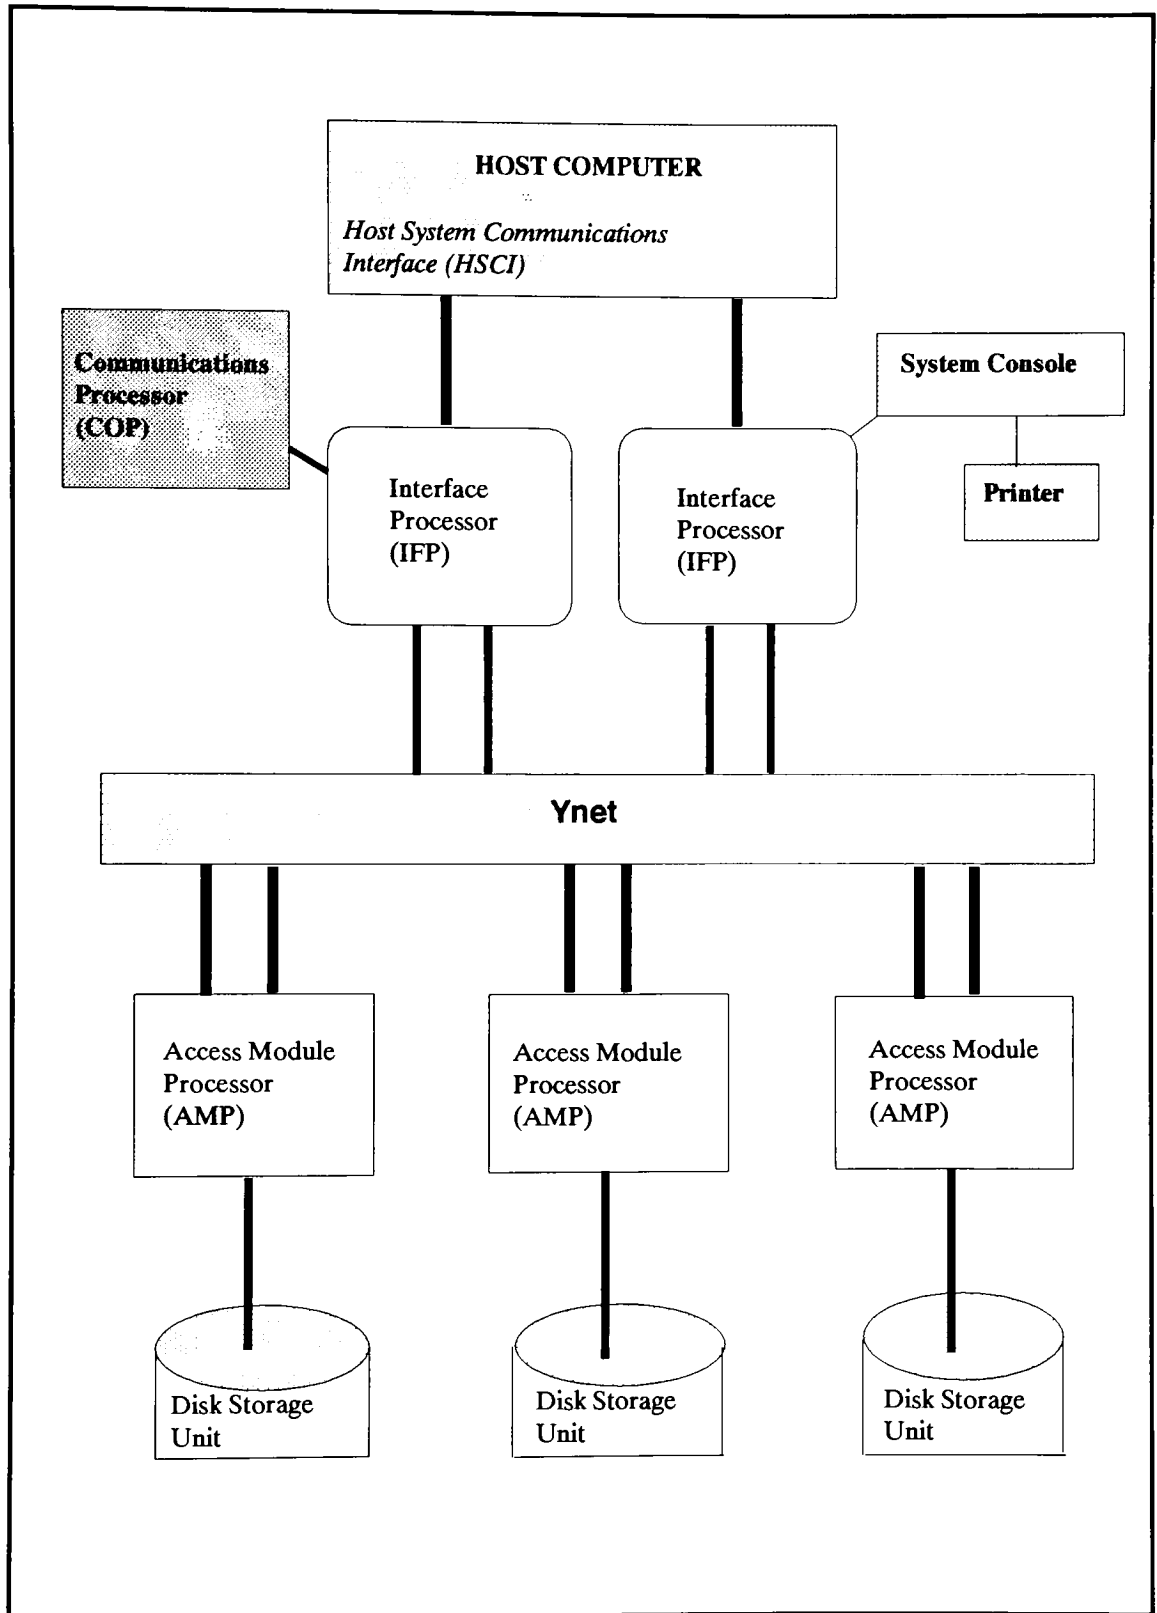 HOST COMPUTER
Host System Communications
Interface (HSCI)
Communications
Processor
(COP)
System Console
Printer
Interface
Processor
(IFP)
Interface
Processor
(IFP)
Ynet
Access Module
Processor
(AMP)
Access Module
Processor
(AMP)
Access Module
Processor
(AMP)
Disk Storage
Unit
Disk Storage
Unit
Disk Storage
Unit